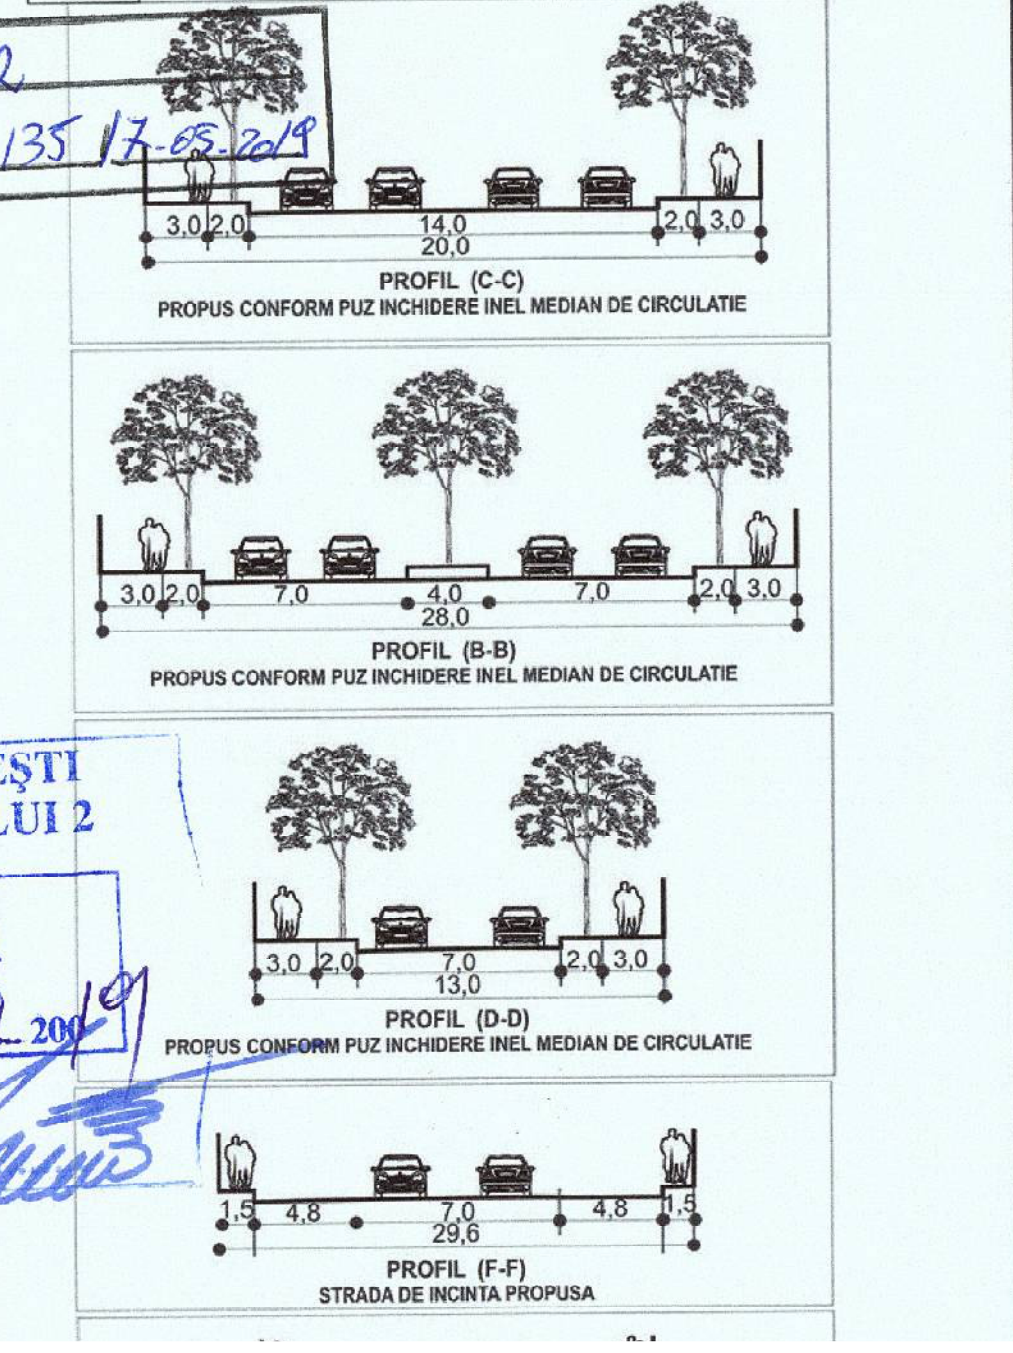 135 17-05-2019
3,0 2,0 14,0 2,0 3,0
20,0
PROFIL (C-C)
PROPUS CONFORM PUZ INCHIDERE INEL MEDIAN DE CIRCULATIE
3,0 2,0 7,0 4,0 7,0 2,0 3,0
28,0
PROFIL (B-B)
PROPUS CONFORM PUZ INCHIDERE INEL MEDIAN DE CIRCULATIE
EŞTI
LUI 2
3,0 2,0 7,0 2,0 3,0
13,0
PROFIL (D-D)
200
PROPUS CONFORM PUZ INCHIDERE INEL MEDIAN DE CIRCULATIE
1,5 4,8 7,0 4,8 1,5
29,6
PROFIL (F-F)
STRADA DE INCINTA PROPUSA